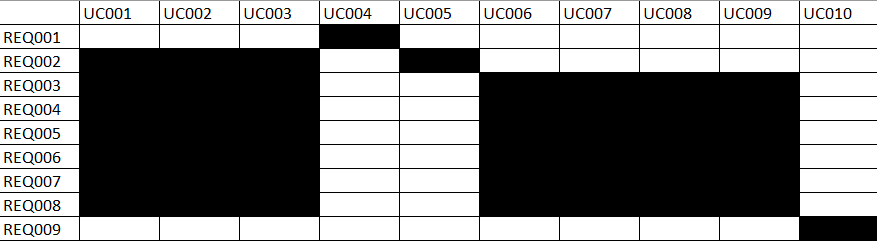 UC001 UC002 UC003 UC004 UC005 UC006 UC007 UC008 UC009 UC010
REQ001
REQ002
REQ003
REQ004
REQ005
REQ006
REQ007
REQ008
REQ009